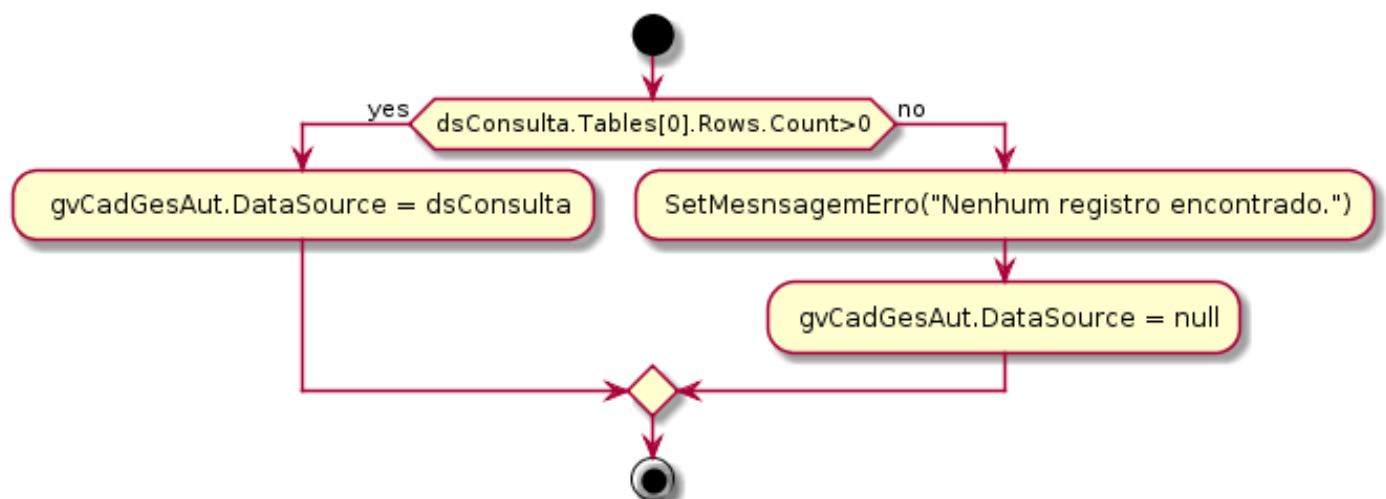 yes
dsConsulta.Tables[0].Rows.Count>0
no
gvCadGesAut.DataSource = dsConsulta
SetMesnsagemErro("Nenhum registro encontrado.")
gvCadGesAut.DataSource = null